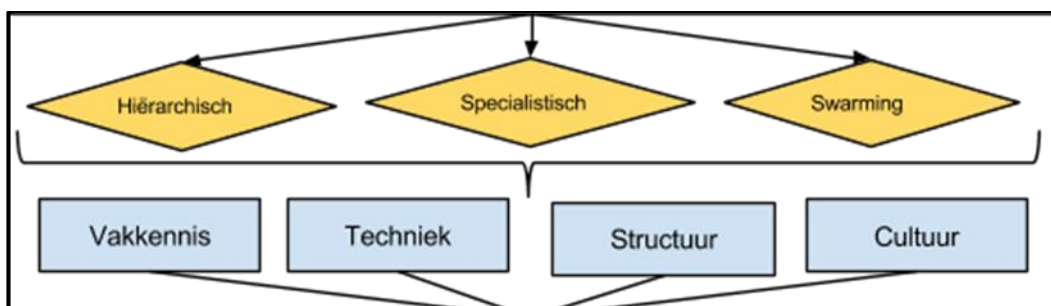 Hiërarchisch
Specialistisch
Swarming
Vakkennis
Techniek
Structuur
Cultuur